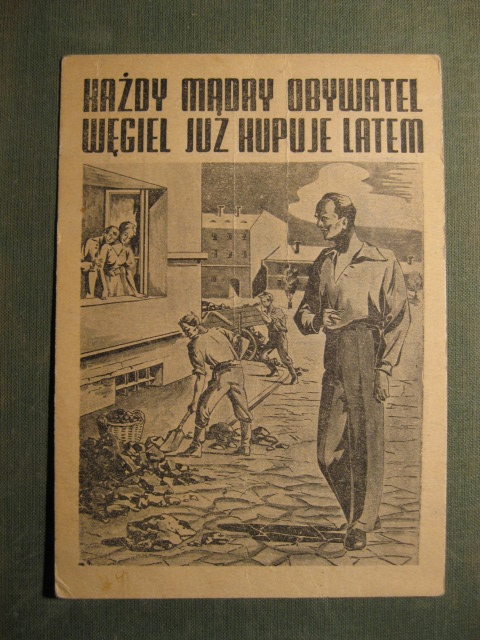 KAŻDY MĄDRY OBYWATEL
WĘGIEL JUŻ KUPUJE LATEM